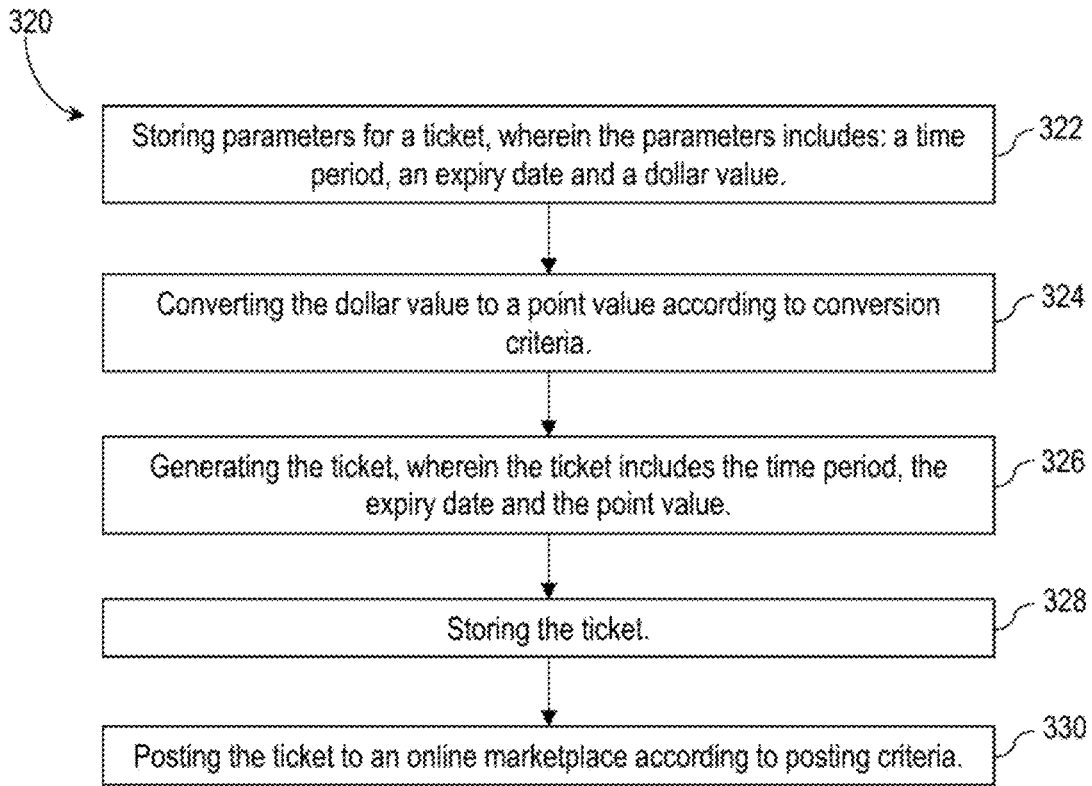 320
Storing parameters for a ticket, wherein the parameters includes: a time
period, an expiry date and a dollar value.
322
Converting the dollar value to a point value according to conversion
criteria.
324
Generating the ticket, wherein the ticket includes the time period, the
expiry date and the point value.
326
Storing the ticket.
328
Posting the ticket to an online marketplace according to posting criteria.
330